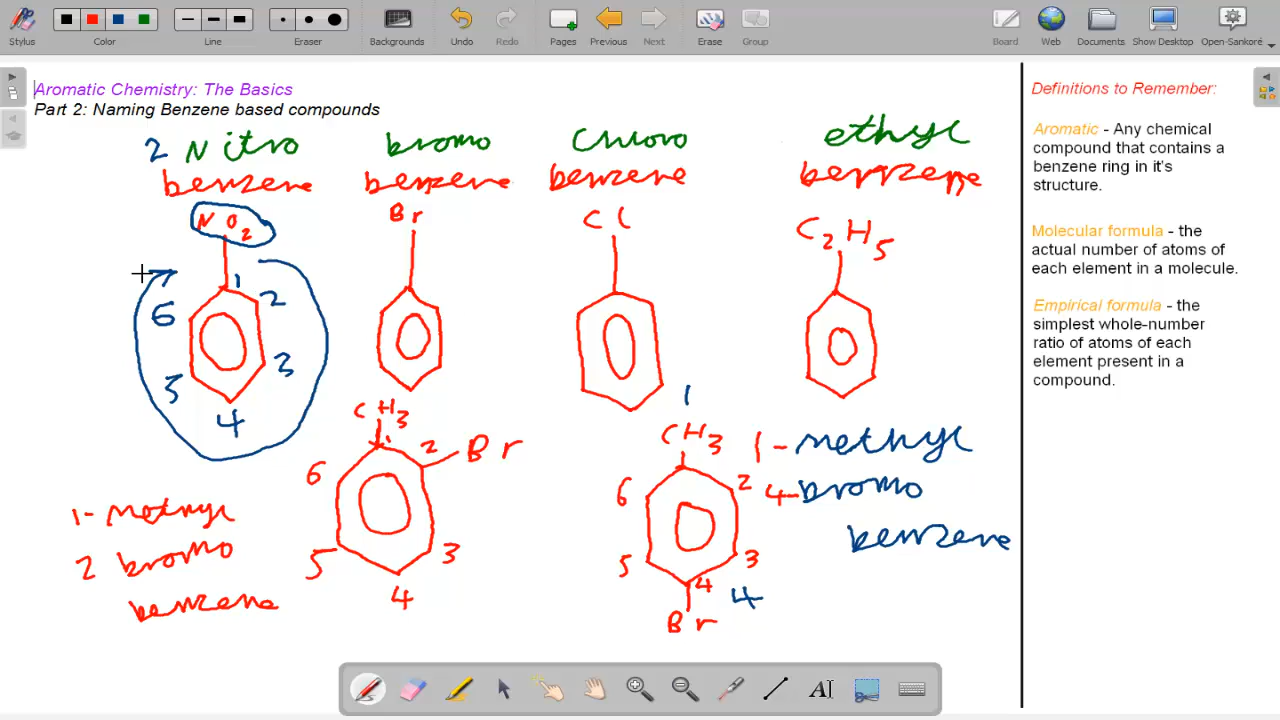 Stylus
Color
Line
Eraser
Backgrounds
Undo
Redo
Pages
Previous
Next
Erase
Group
Board
Web
Documents
Show Desktop
Open-Sankoré
Aromatic Chemistry: The Basics
Part 2: Naming Benzene based compounds
2 Nitro
benzene
bromo
benzene
Chloro
benzene
ethyl
benzene
NO2
Br
Cl
C2H5
1
2
3
4
5
6
CH3
1
2
Br
3
4
5
6
1-methyl
2 bromo
benzene
1
CH3
2
3
4
4
5
6
Br
1-methyl
4-bromo
benzene
Definitions to Remember:
Aromatic - Any chemical
compound that contains a
benzene ring in it's
structure.
Molecular formula - the
actual number of atoms of
each element in a molecule.
Empirical formula - the
simplest whole-number
ratio of atoms of each
element present in a
compound.